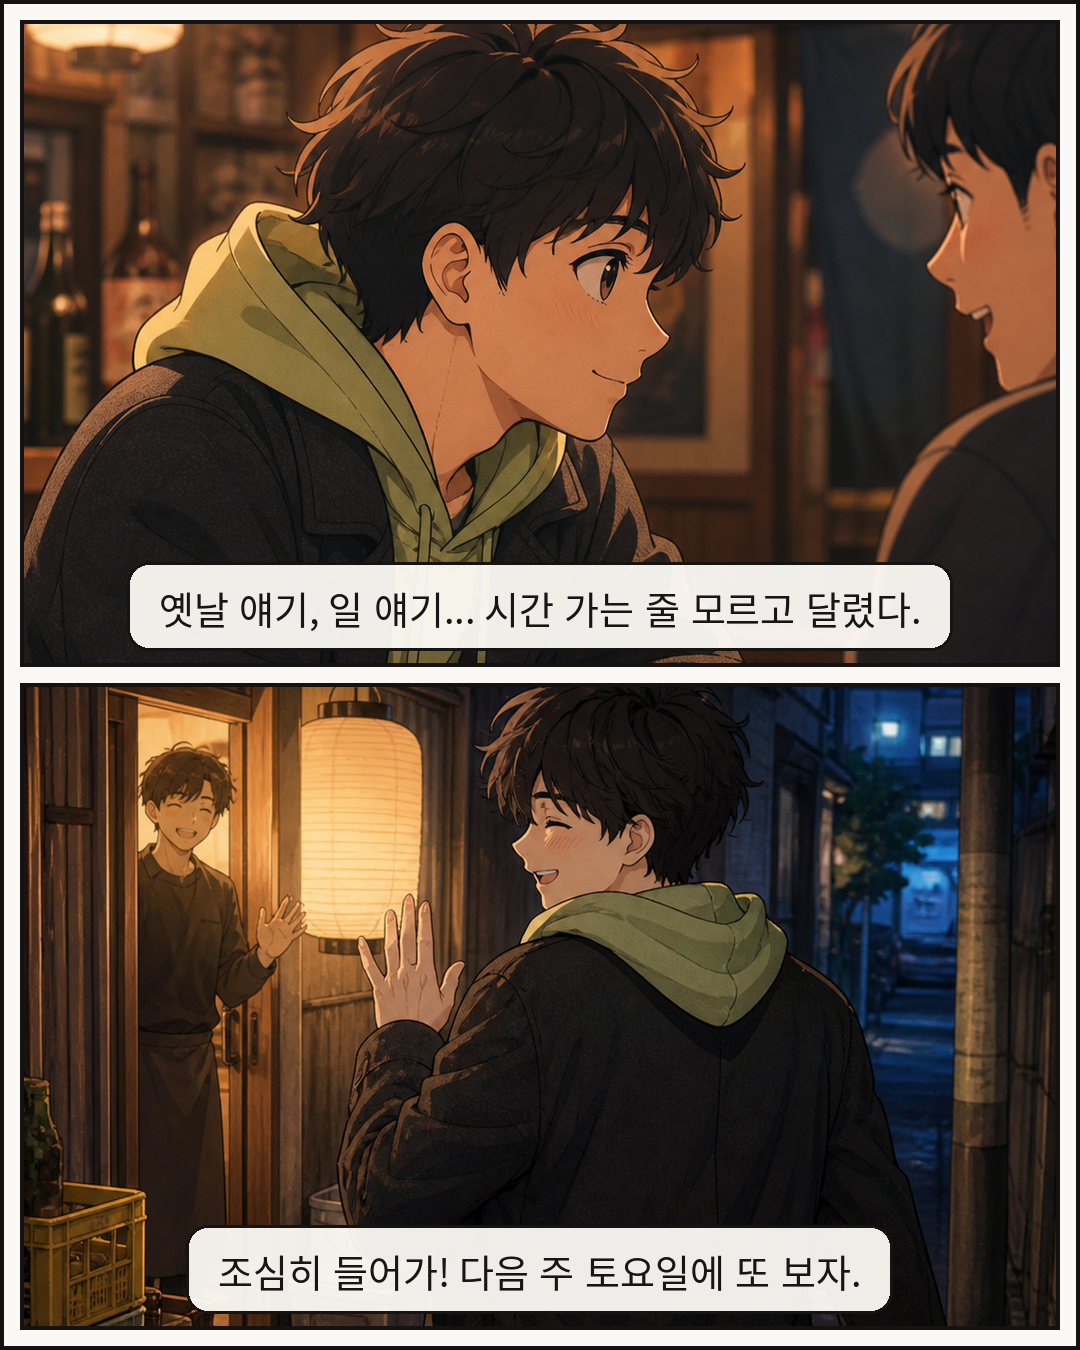 옛날 얘기, 일 얘기... 시간 가는 줄 모르고 달렸다.
조심히 들어가! 다음 주 토요일에 또 보자.